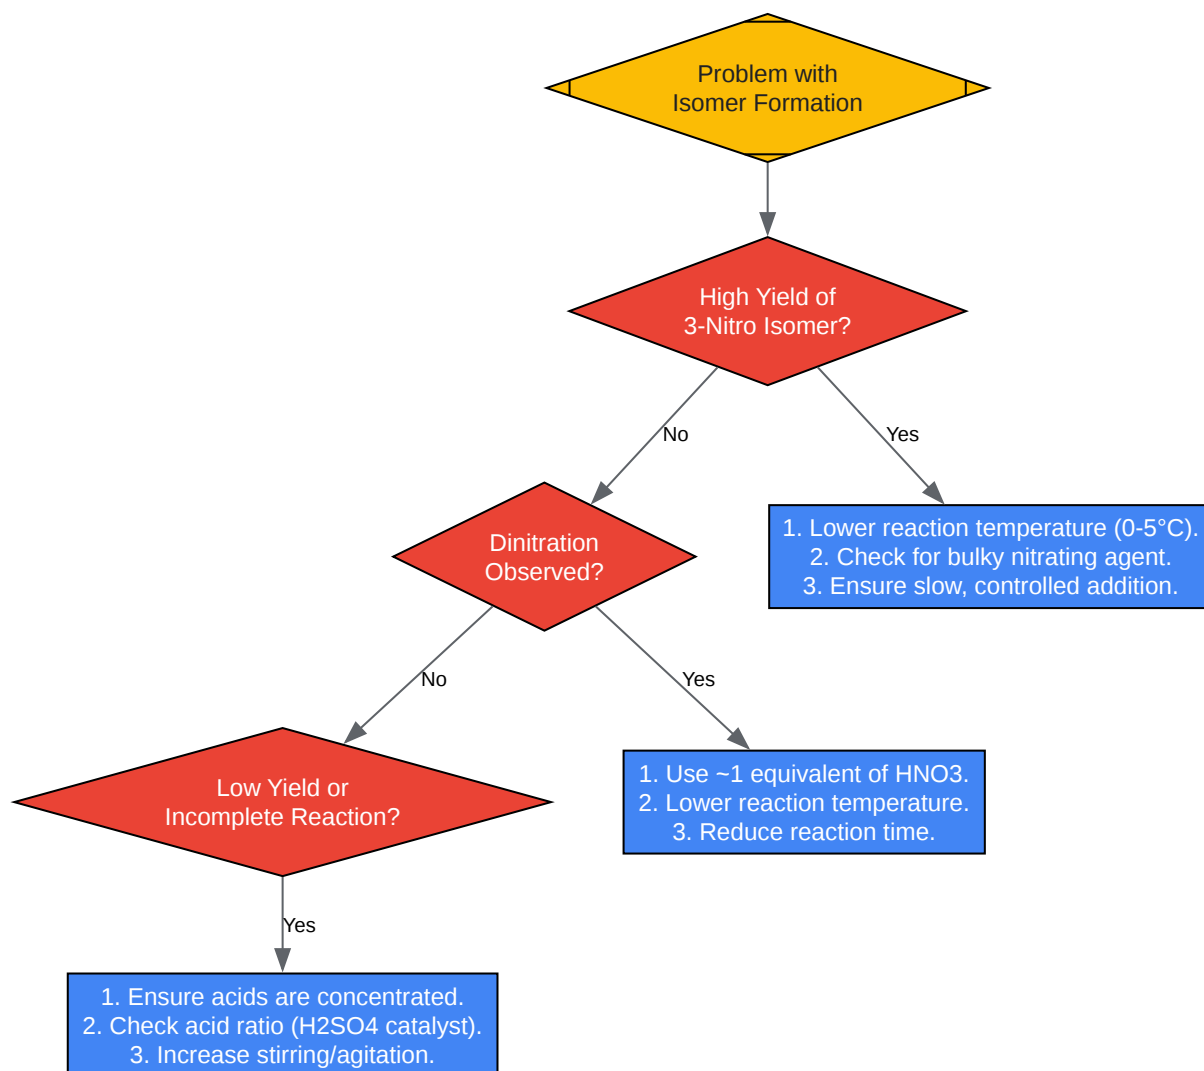 Problem with
Isomer Formation
High Yield of
3-Nitro Isomer?
No
Yes
Dinitration
Observed?
1. Lower reaction temperature (0-5°C).
2. Check for bulky nitrating agent.
3. Ensure slow, controlled addition.
No
Yes
Low Yield or
Incomplete Reaction?
1. Use ~1 equivalent of HNO3.
2. Lower reaction temperature.
3. Reduce reaction time.
Yes
1. Ensure acids are concentrated.
2. Check acid ratio (H2SO4 catalyst).
3. Increase stirring/agitation.